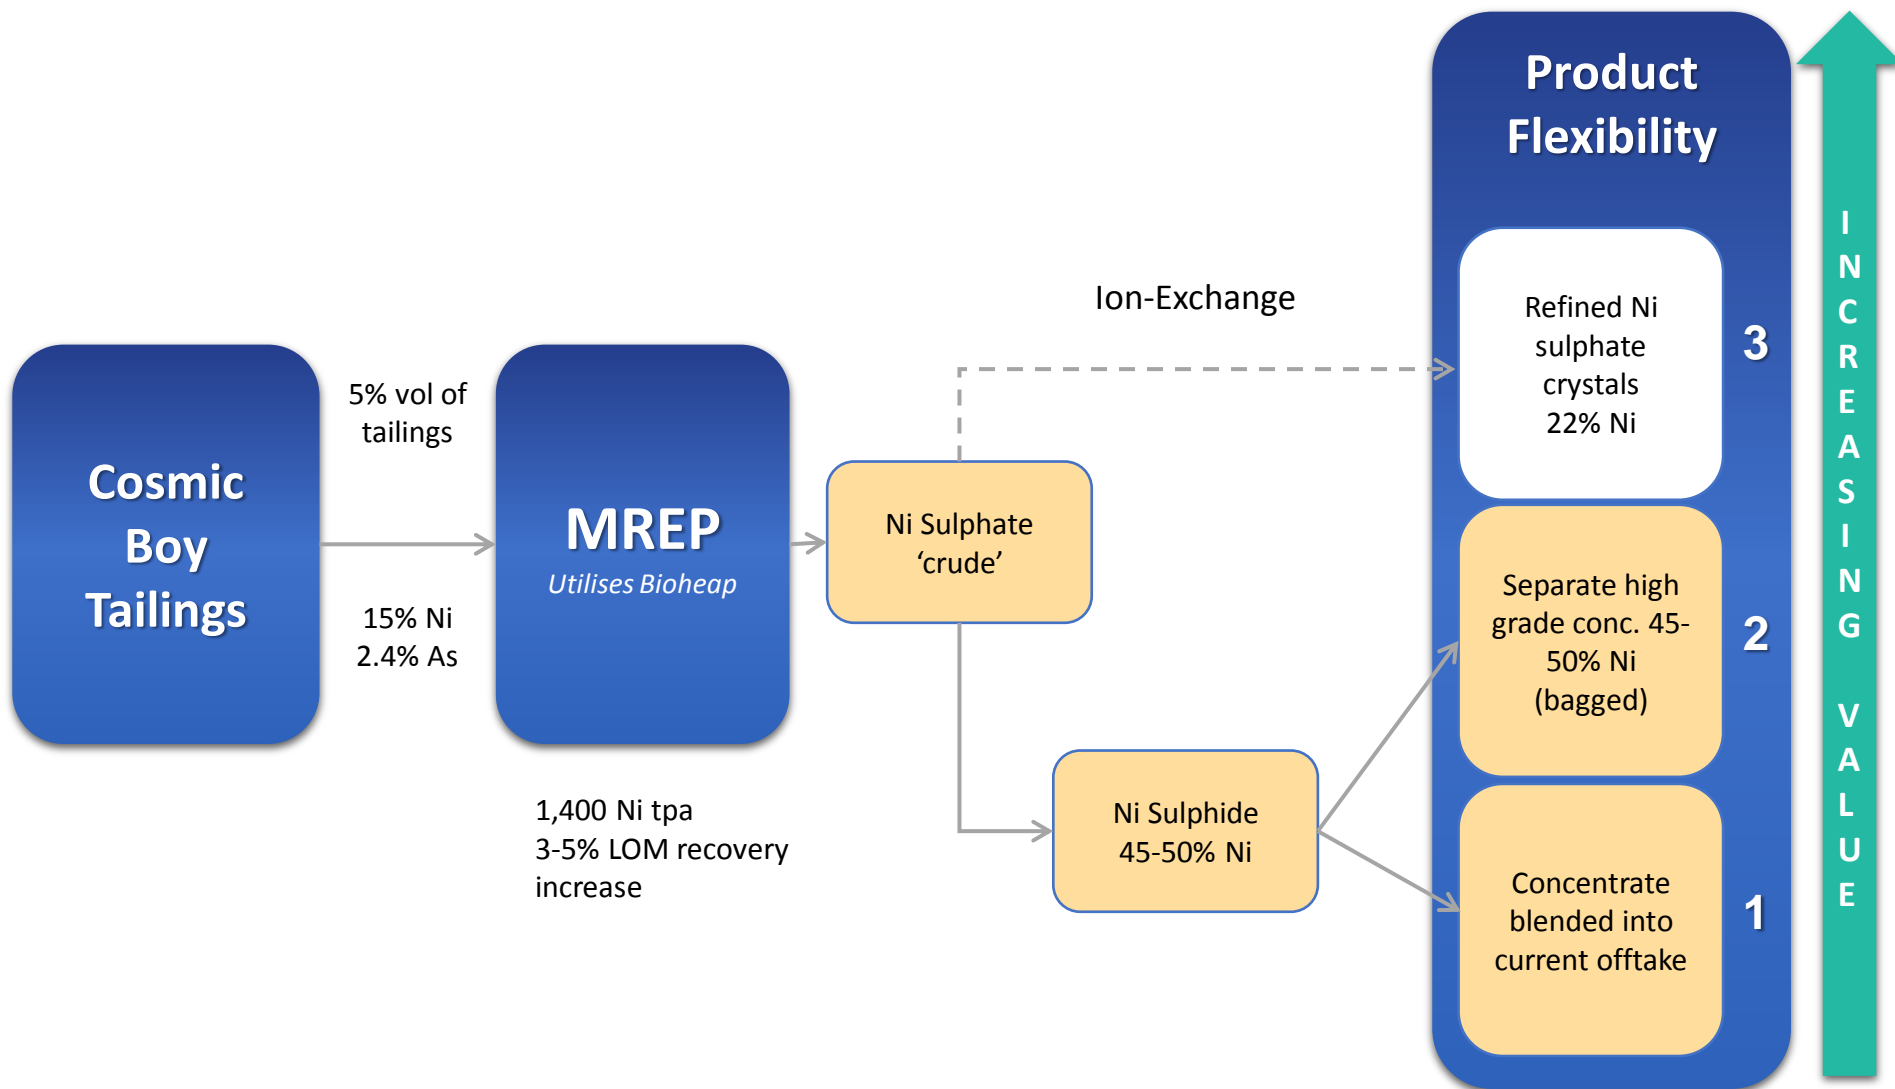 Cosmic
Boy
Tailings
5% vol of
tailings
15% Ni
2.4% As
MREP
Utilises Bioheap
1,400 Ni tpa
3-5% LOM recovery
increase
Ni Sulphate
‘crude’
Ion-Exchange
Ni Sulphide
45-50% Ni
Product
Flexibility
Refined Ni
sulphate
crystals
22% Ni
3
Separate high
grade conc. 45-
50% Ni
(bagged)
2
Concentrate
blended into
current offtake
1
INCREASING VALUE